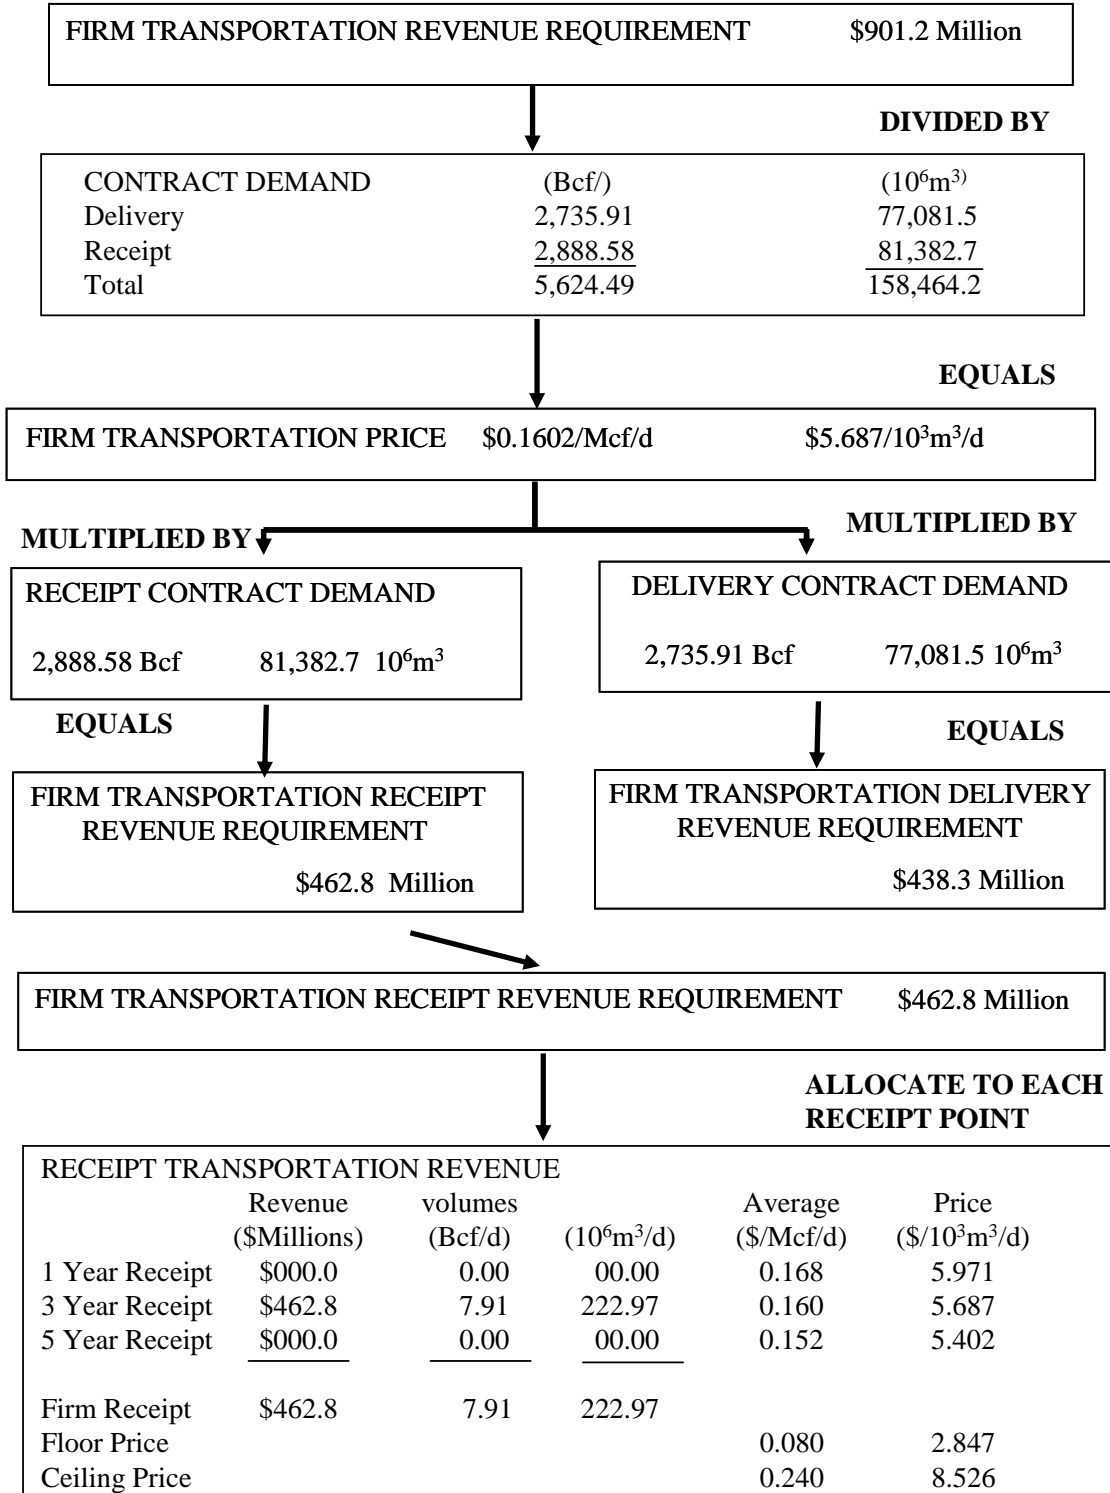 FIRM TRANSPORTATION REVENUE REQUIREMENT $901.2 Million
DIVIDED BY
CONTRACT DEMAND (Bcf/) (10⁶m³⁾
Delivery 2,735.91 77,081.5
Receipt 2,888.58 81,382.7
Total 5,624.49 158,464.2
EQUALS
FIRM TRANSPORTATION PRICE $0.1602/Mcf/d $5.687/10³m³/d
MULTIPLIED BY
MULTIPLIED BY
RECEIPT CONTRACT DEMAND
2,888.58 Bcf 81,382.7 10⁶m³
DELIVERY CONTRACT DEMAND
2,735.91 Bcf 77,081.5 10⁶m³
EQUALS
EQUALS
FIRM TRANSPORTATION RECEIPT
REVENUE REQUIREMENT
$462.8 Million
FIRM TRANSPORTATION DELIVERY
REVENUE REQUIREMENT
$438.3 Million
FIRM TRANSPORTATION RECEIPT REVENUE REQUIREMENT $462.8 Million
ALLOCATE TO EACH
RECEIPT POINT
RECEIPT TRANSPORTATION REVENUE
Revenue volumes Average Price
($Millions) (Bcf/d) (10⁶m³/d) ($/Mcf/d) ($/10³m³/d)
1 Year Receipt $000.0 0.00 00.00 0.168 5.971
3 Year Receipt $462.8 7.91 222.97 0.160 5.687
5 Year Receipt $000.0 0.00 00.00 0.152 5.402
Firm Receipt $462.8 7.91 222.97
Floor Price 0.080 2.847
Ceiling Price 0.240 8.526